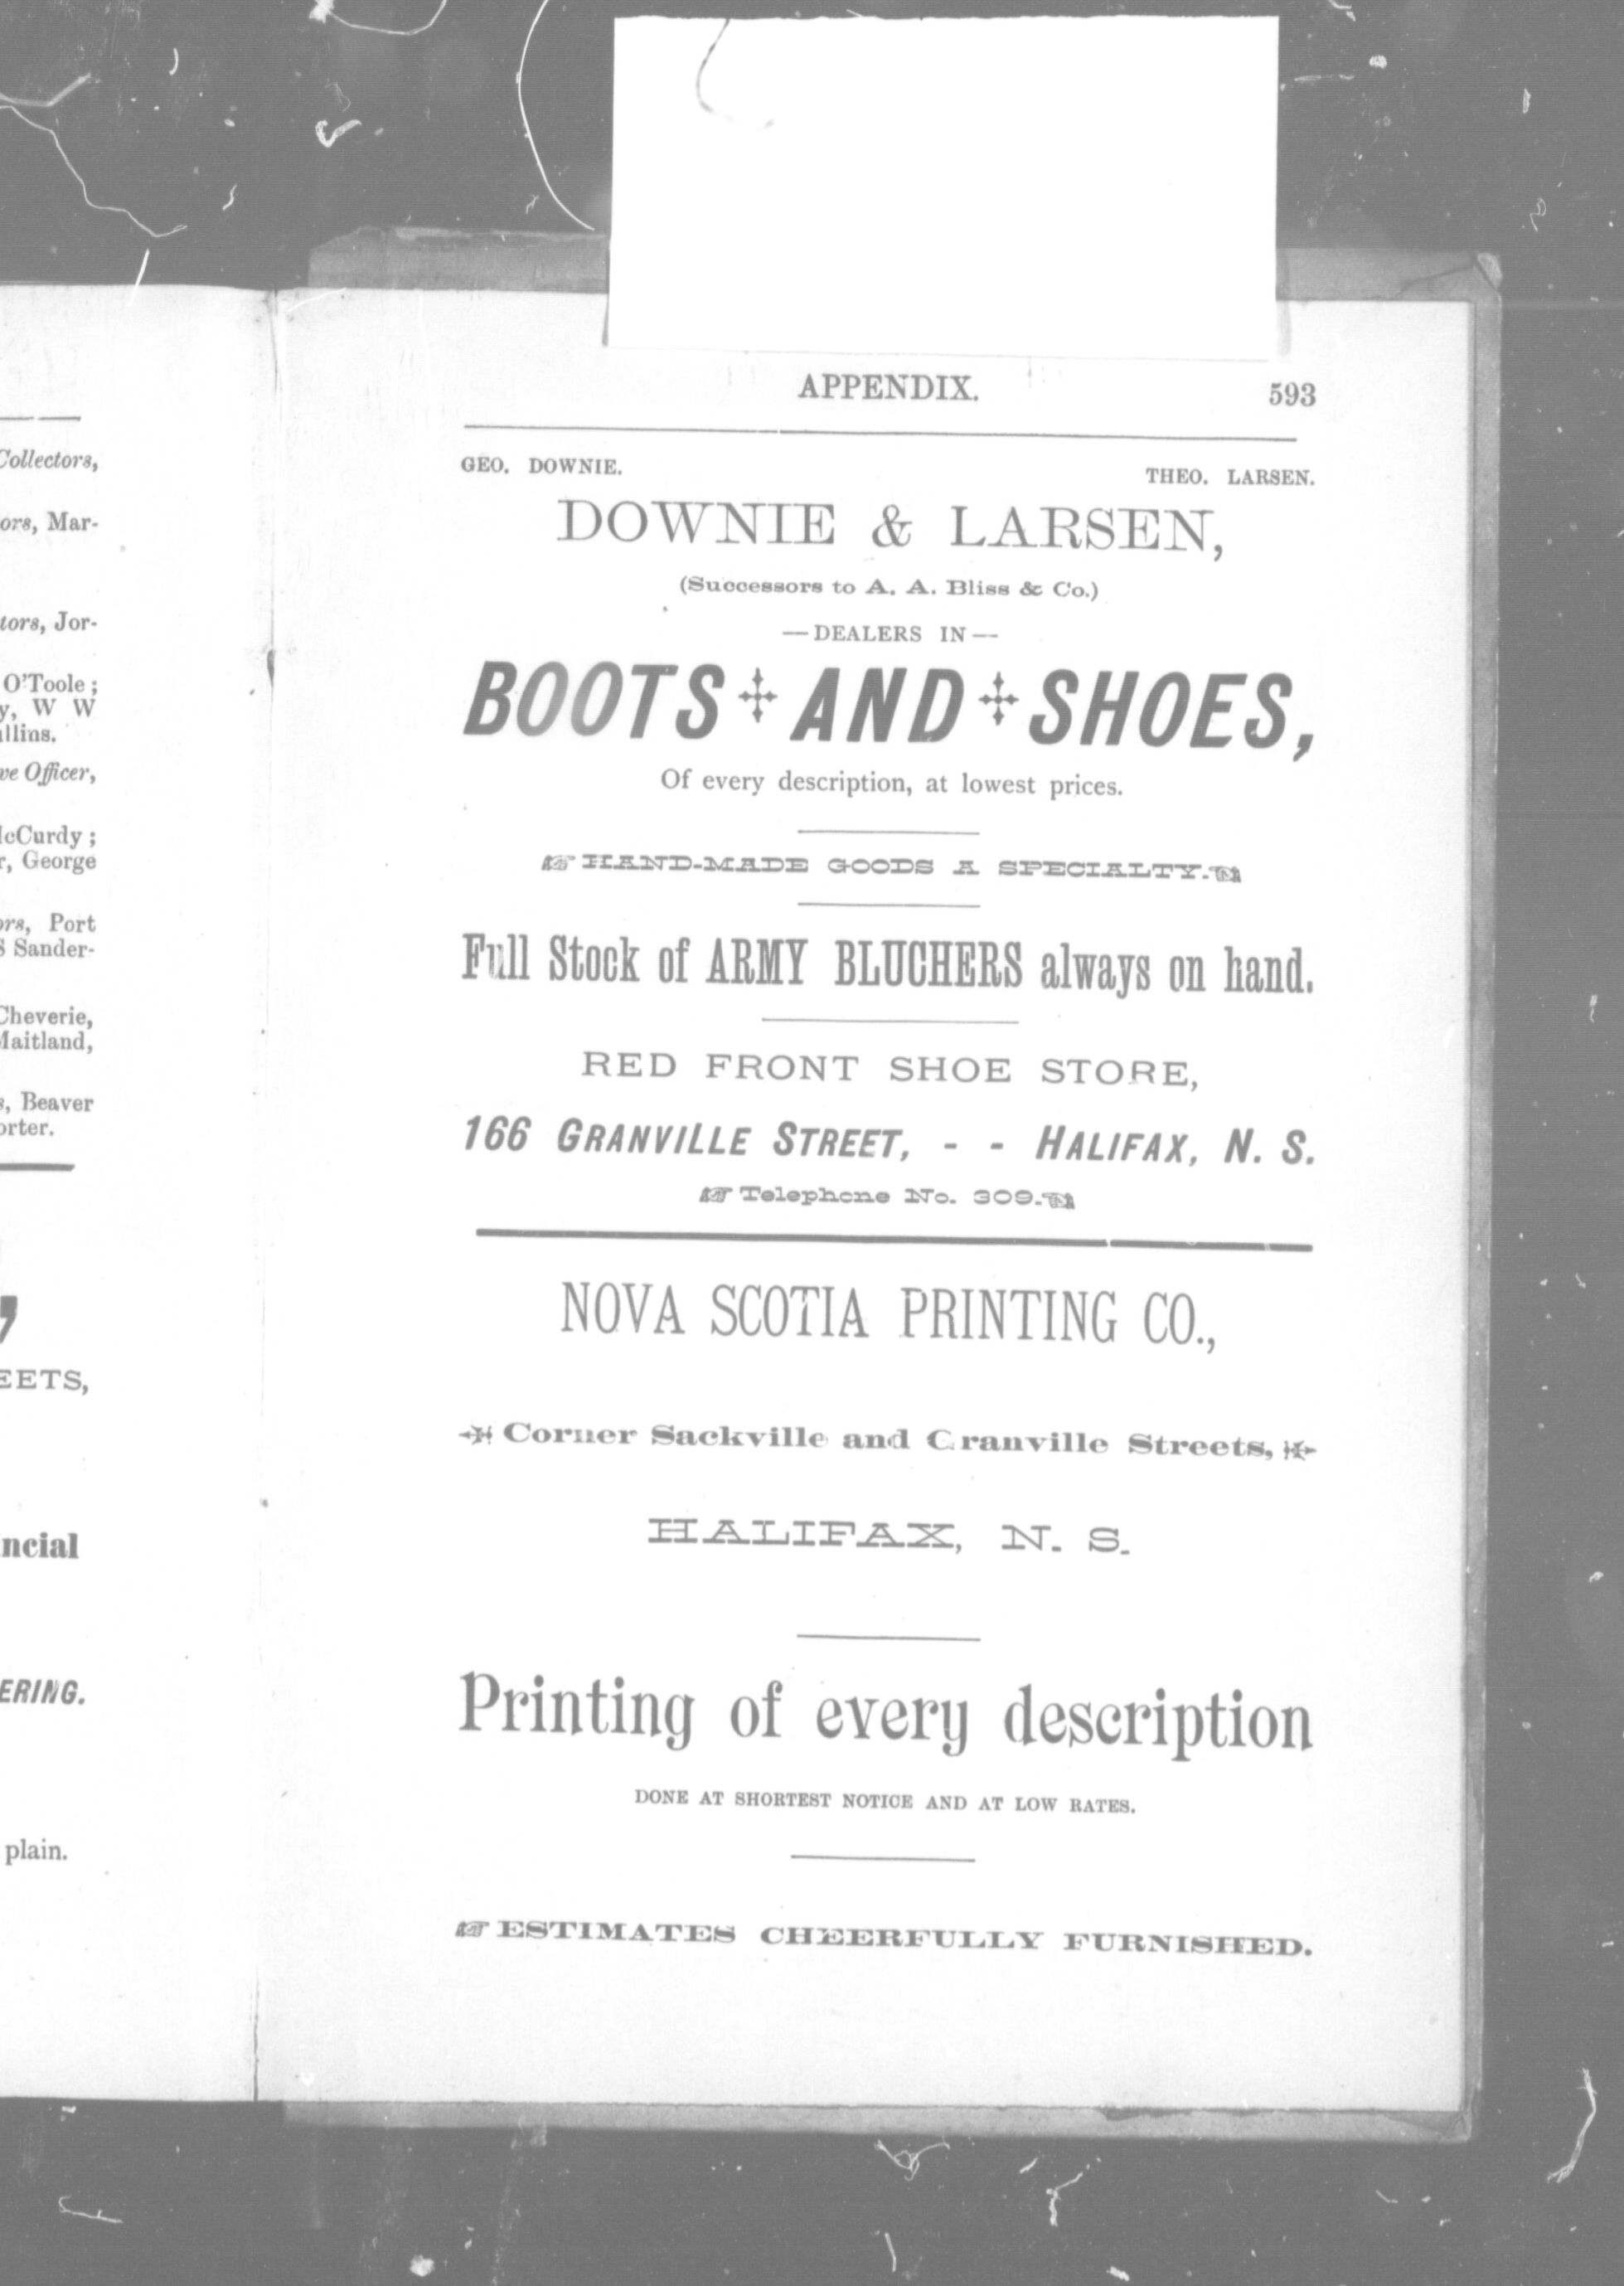 Collectors,
ors, Mar-
tors, Jor-
O'Toole;
y, W W
llins.
ve Officer,
cCurdy;
r, George
ors, Port
S Sander-
Cheverie,
Maitland,
s, Beaver
orter.
,
EETS,
ncial
ERING.
plain.
APPENDIX. 593
GEO. DOWNIE. THEO. LARSEN.
DOWNIE & LARSEN,
(Successors to A. A. Bliss & Co.)
—DEALERS IN—
BOOTS AND SHOES,
Of every description, at lowest prices.
☞ HAND-MADE GOODS A SPECIALTY. ☜
Full Stock of ARMY BLUCHERS always on hand.
RED FRONT SHOE STORE,
166 GRANVILLE STREET, - - HALIFAX, N. S.
☞ Telephone No. 309. ☜
NOVA SCOTIA PRINTING CO.,
Corner Sackville and Granville Streets,
HALIFAX, N. S.
Printing of every description
DONE AT SHORTEST NOTICE AND AT LOW RATES.
☞ ESTIMATES CHEERFULLY FURNISHED.